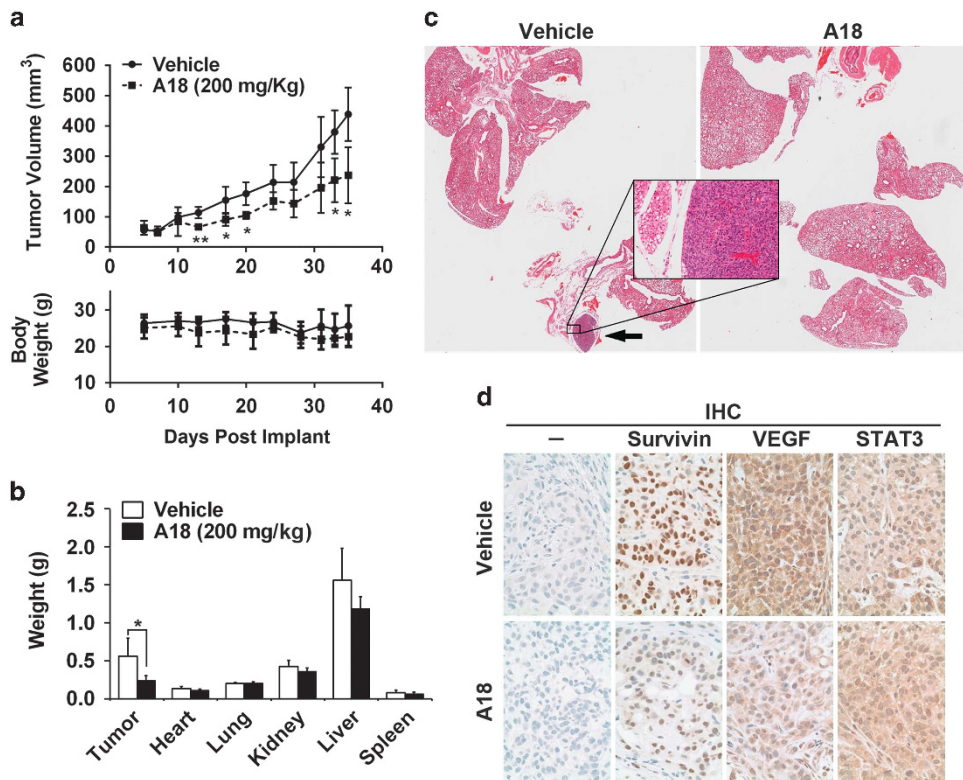 a
Vehicle
A18 (200 mg/Kg)
Tumor Volume (mm3)
600
500
400
300
200
100
0
** * * * *
0 10 20 30 40
Body
Weight (g)
30
20
10
0 10 20 30 40
Days Post Implant
b
Vehicle
A18 (200 mg/kg)
Weight (g)
2.5
2.0
1.5
1.0
0.5
0.0
*
Tumor Heart Lung Kidney Liver Spleen
c
Vehicle A18
d
IHC
– Survivin VEGF STAT3
Vehicle
A18